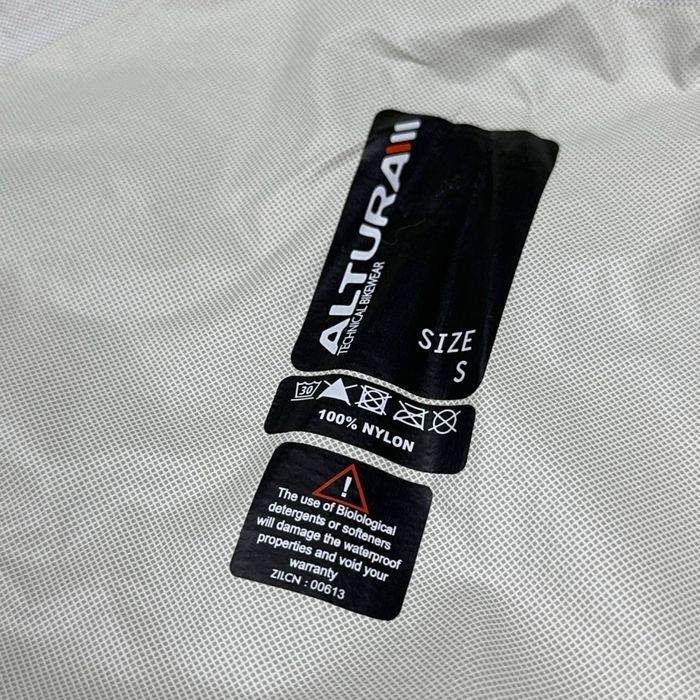 ALTURA
TECHNICAL BIKEWEAR
SIZE
S
30
100% NYLON
!
The use of Biolological
detergents or softeners
will damage the waterproof
properties and void your
warranty
ZILCN : 00613